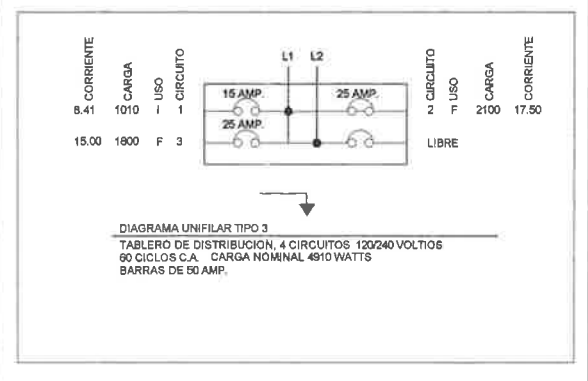 CORRIENTE CARGA USO CIRCUITO
L1 L2
CIRCUITO USO CARGA CORRIENTE
15 AMP. 25 AMP.
8.41 1010 I 1
2 F 2100 17.50
25 AMP.
15.00 1800 F 3
LIBRE
DIAGRAMA UNIFILAR TIPO 3
TABLERO DE DISTRIBUCION, 4 CIRCUITOS 120/240 VOLTIOS
60 CICLOS C.A. CARGA NOMINAL 4910 WATTS
BARRAS DE 50 AMP.